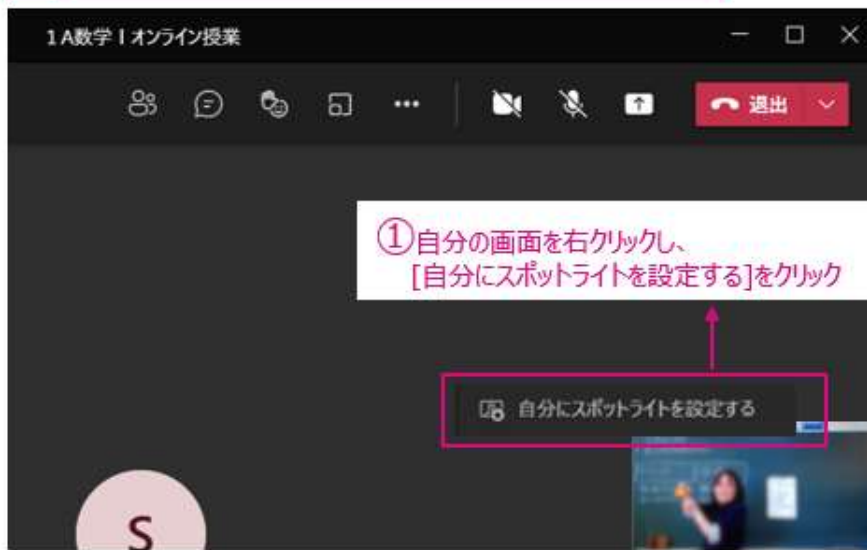 1A数学Ⅰオンライン授業
退出
①自分の画面を右クリックし、
[自分にスポットライトを設定する]をクリック
自分にスポットライトを設定する
S